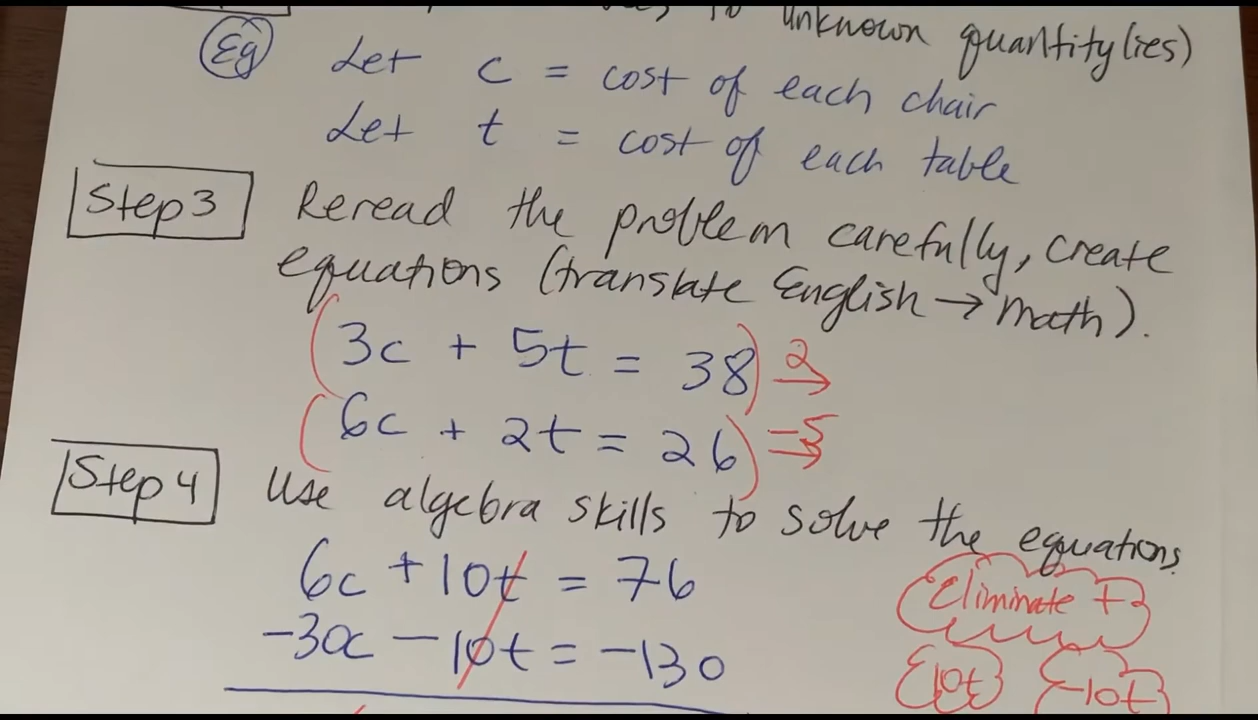 to unknown quantity(ies)
Eg Let c = cost of each chair
Let t = cost of each table
Step 3 Reread the problem carefully, create
equations (translate English → math).
(3c + 5t = 38) 2→
(6c + 2t = 26) -5→
Step 4 Use algebra skills to solve the equations.
6c + 10t = 76
-30c - 10t = -130
Eliminate t
10t -10t